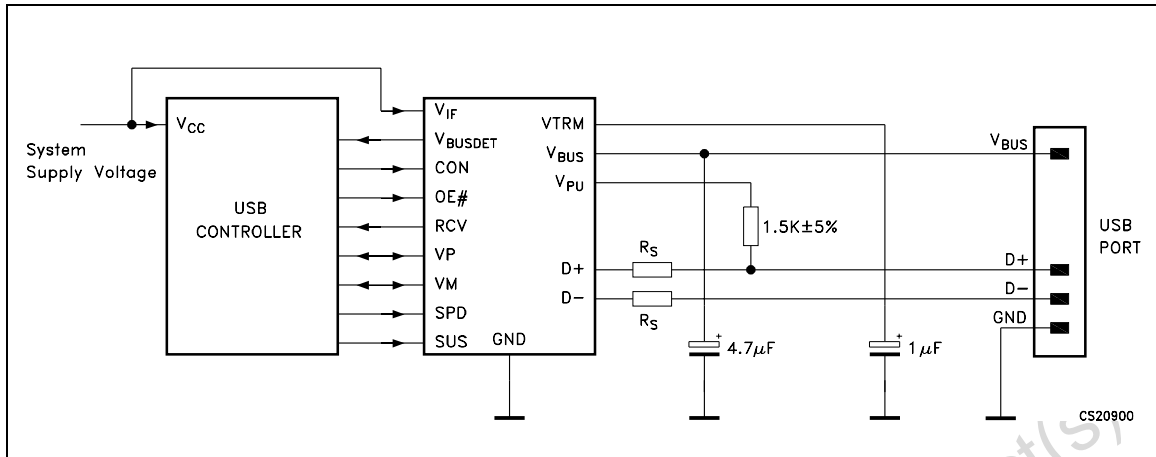 System
Supply Voltage
VCC
USB
CONTROLLER
VIF
VBUSDET
CON
OE#
RCV
VP
VM
SPD
SUS
GND
VTRM
VBUS
VPU
D+
D-
RS
RS
1.5K±5%
+
4.7μF
+
1μF
VBUS
D+
D-
GND
USB
PORT
CS20900
t(s)